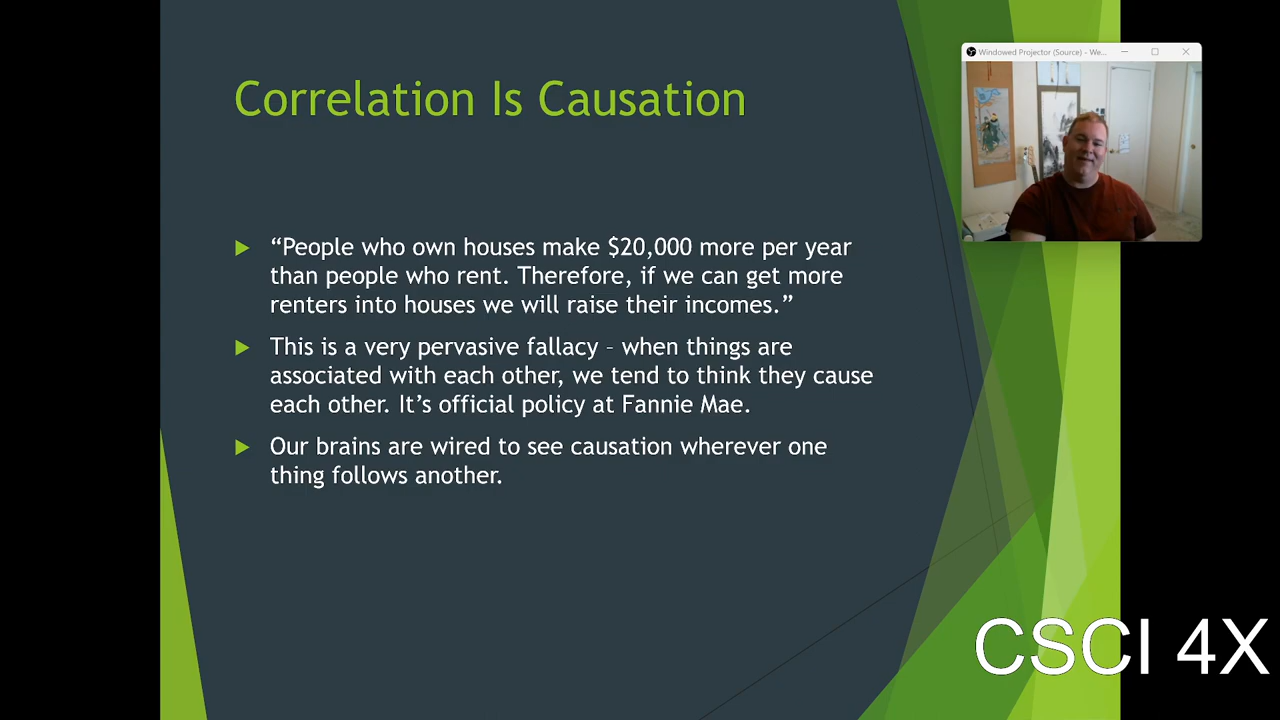 Correlation Is Causation
Windowed Projector (Source) - We...
“People who own houses make $20,000 more per year
than people who rent. Therefore, if we can get more
renters into houses we will raise their incomes.”
This is a very pervasive fallacy – when things are
associated with each other, we tend to think they cause
each other. It’s official policy at Fannie Mae.
Our brains are wired to see causation wherever one
thing follows another.
CSCI 4X